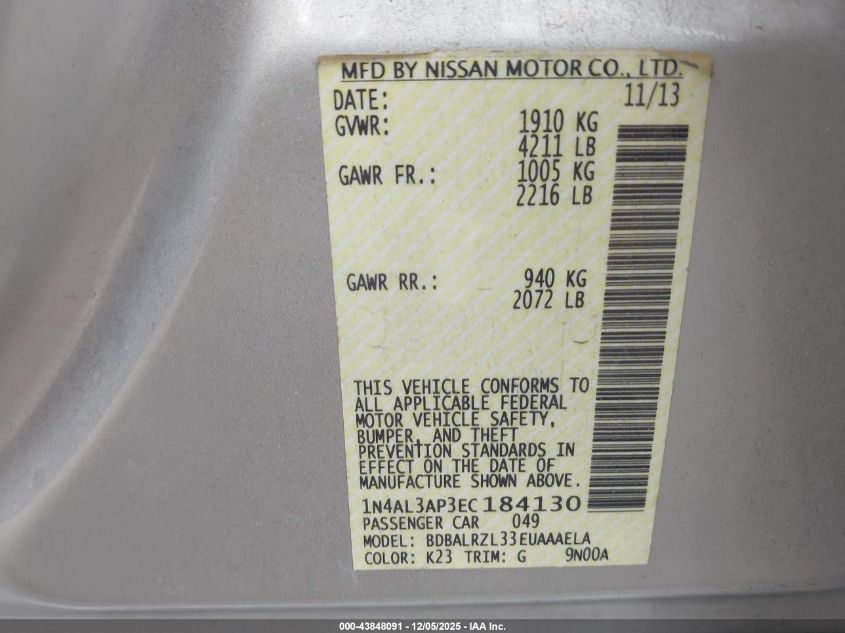 MFD BY NISSAN MOTOR CO., LTD.
DATE: 11/13
GVWR: 1910 KG
4211 LB
GAWR FR.: 1005 KG
2216 LB
GAWR RR.: 940 KG
2072 LB
THIS VEHICLE CONFORMS TO
ALL APPLICABLE FEDERAL
MOTOR VEHICLE SAFETY,
BUMPER, AND THEFT
PREVENTION STANDARDS IN
EFFECT ON THE DATE OF
MANUFACTURE SHOWN ABOVE.
1N4AL3AP3EC184130
PASSENGER CAR 049
MODEL: BDBALRZL33EUAAAELA
COLOR: K23 TRIM: G 9N00A
000-43848091 - 12/05/2025 - IAA Inc.